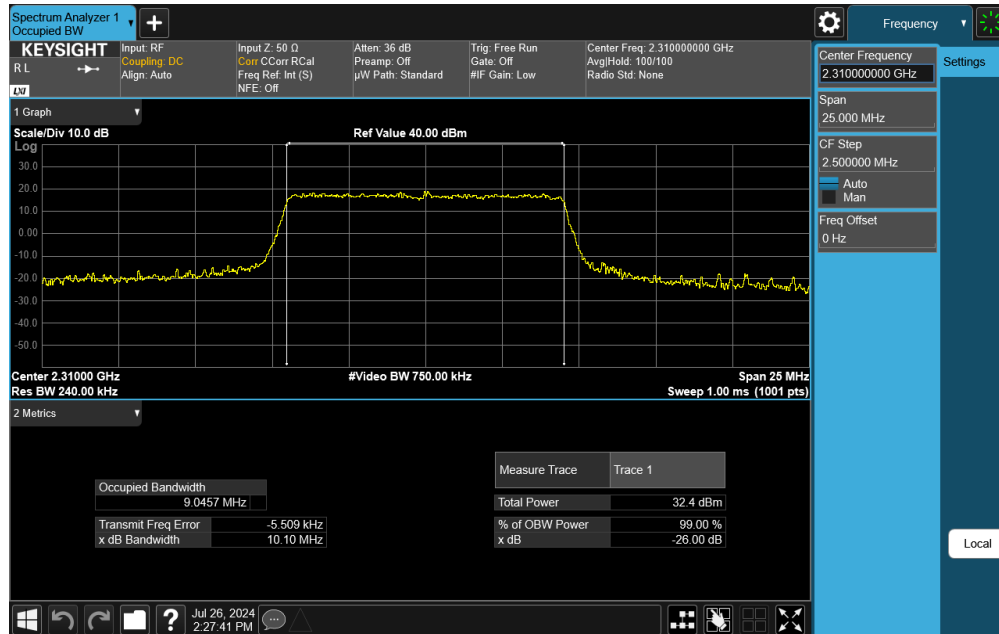 Spectrum Analyzer 1
Occupied BW
Frequency
KEYSIGHT
R L
LXI
Input: RF
Coupling: DC
Align: Auto
Input Z: 50 Ω
Corr CCorr RCal
Freq Ref: Int (S)
NFE: Off
Atten: 36 dB
Preamp: Off
µW Path: Standard
Trig: Free Run
Gate: Off
#IF Gain: Low
Center Freq: 2.310000000 GHz
Avg|Hold: 100/100
Radio Std: None
Center Frequency
2.310000000 GHz
Settings
Span
25.000 MHz
CF Step
2.500000 MHz
Auto
Man
Freq Offset
0 Hz
Local
1 Graph
Scale/Div 10.0 dB
Ref Value 40.00 dBm
Log
30.0
20.0
10.0
0.00
-10.0
-20.0
-30.0
-40.0
-50.0
Center 2.31000 GHz
#Video BW 750.00 kHz
Span 25 MHz
Res BW 240.00 kHz
Sweep 1.00 ms (1001 pts)
2 Metrics
Occupied Bandwidth
9.0457 MHz
Transmit Freq Error -5.509 kHz
x dB Bandwidth 10.10 MHz
Measure Trace Trace 1
Total Power 32.4 dBm
% of OBW Power 99.00 %
x dB -26.00 dB
?
Jul 26, 2024
2:27:41 PM